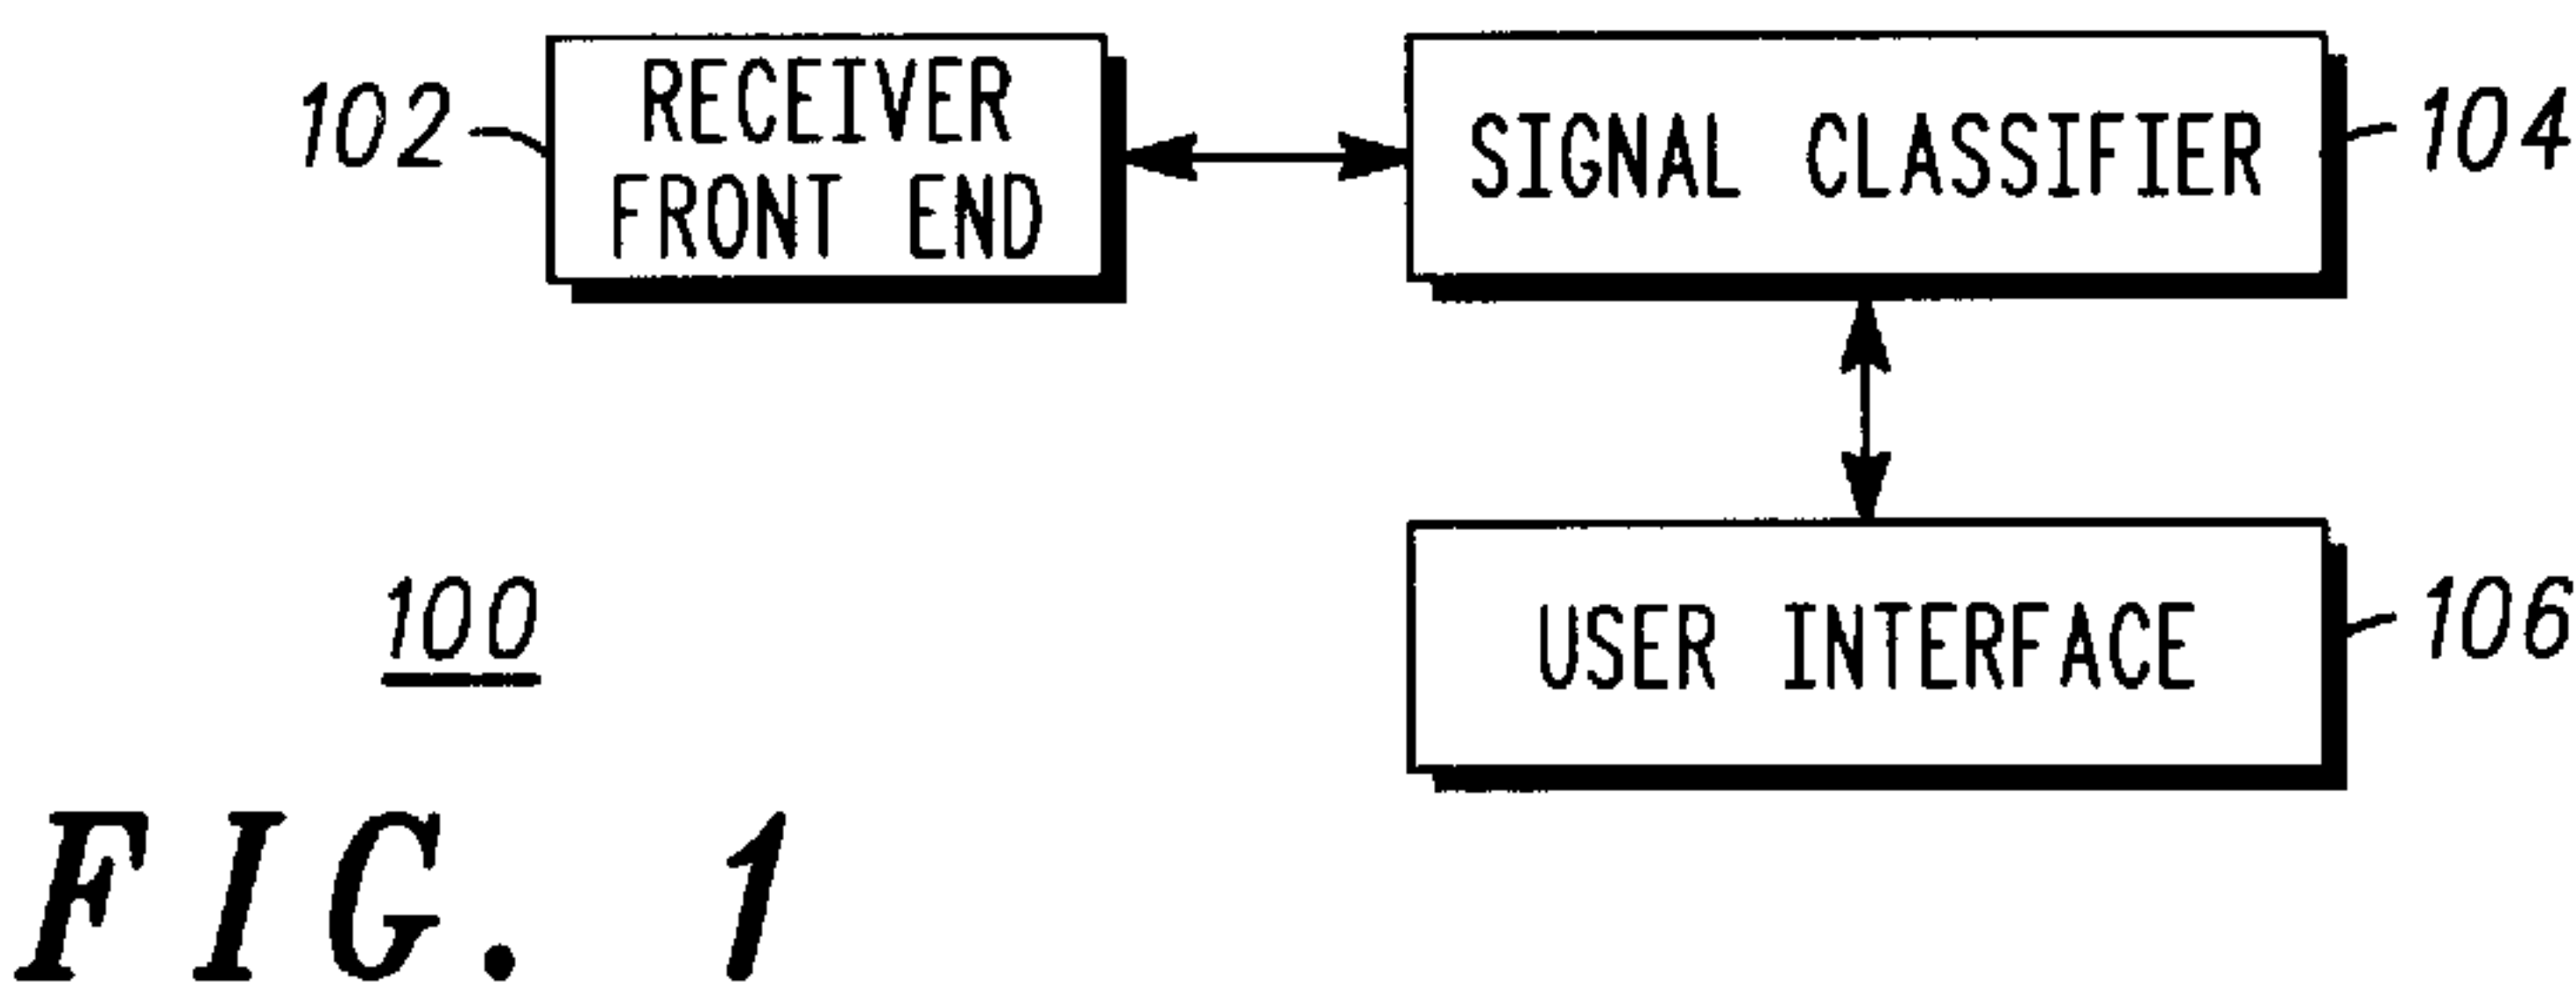 102
RECEIVER
FRONT END
SIGNAL CLASSIFIER
104
100
USER INTERFACE
106
FIG. 1